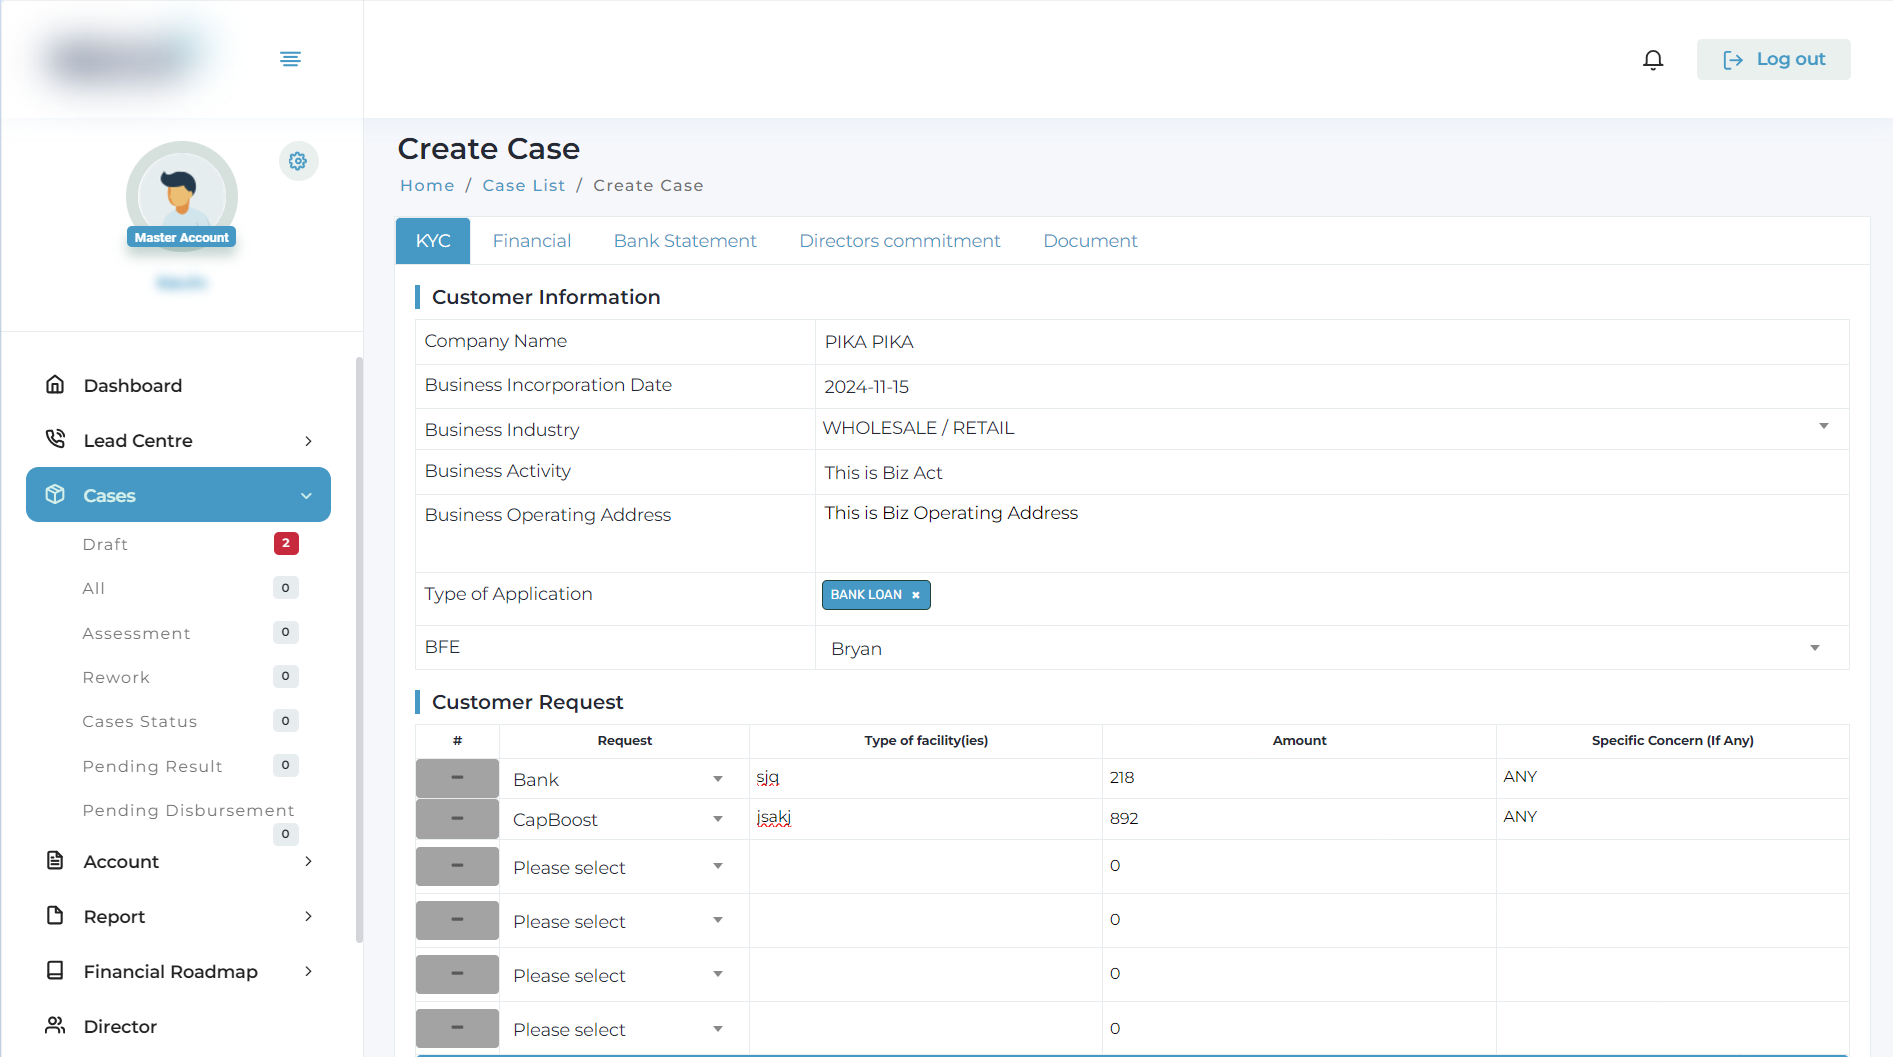 Log out
Master Account
Dashboard
Lead Centre
Cases
Draft 2
All 0
Assessment 0
Rework 0
Cases Status 0
Pending Result 0
Pending Disbursement
0
Account
Report
Financial Roadmap
Director
Create Case
Home / Case List / Create Case
KYC Financial Bank Statement Directors commitment Document
Customer Information
Company Name PIKA PIKA
Business Incorporation Date 2024-11-15
Business Industry WHOLESALE / RETAIL
Business Activity This is Biz Act
Business Operating Address This is Biz Operating Address
Type of Application BANK LOAN ×
BFE Bryan
Customer Request
# Request Type of facility(ies) Amount Specific Concern (If Any)
– Bank sjq 218 ANY
– CapBoost jsakj 892 ANY
– Please select 0
– Please select 0
– Please select 0
– Please select 0